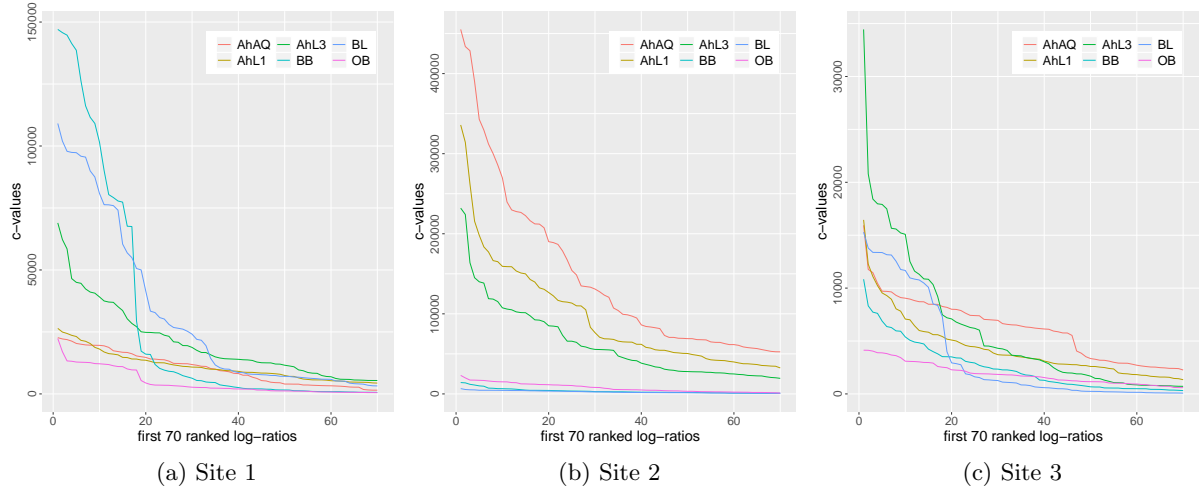 c−values
150000
100000
50000
0
AhAQ AhL3 BL
AhL1 BB OB
0 20 40 60
first 70 ranked log−ratios
(a) Site 1
c−values
400000
300000
200000
100000
0
AhAQ AhL3 BL
AhL1 BB OB
0 20 40 60
first 70 ranked log−ratios
(b) Site 2
c−values
30000
20000
10000
0
AhAQ AhL3 BL
AhL1 BB OB
0 20 40 60
first 70 ranked log−ratios
(c) Site 3